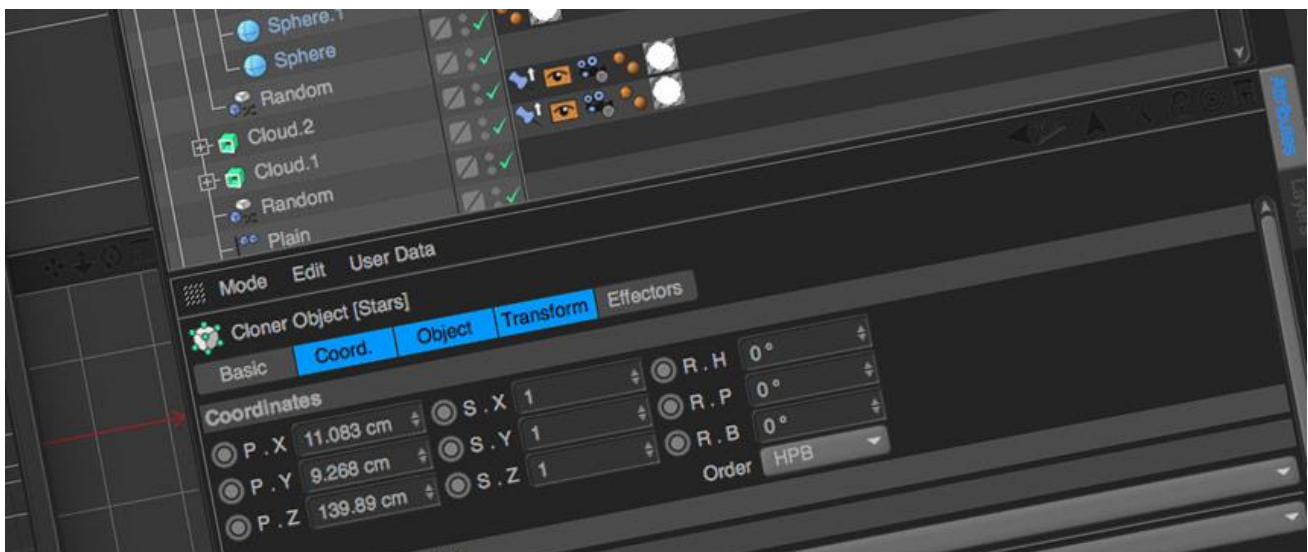 Sphere.1
Sphere
Random
Cloud.2
Cloud.1
Random
Plain
Attributes
Layers
Mode Edit User Data
Cloner Object [Stars]
Basic Coord. Object Transform Effectors
Coordinates
P . X 11.083 cm S . X 1 R . H 0°
P . Y 9.268 cm S . Y 1 R . P 0°
P . Z 139.89 cm S . Z 1 R . B 0°
Order HPB